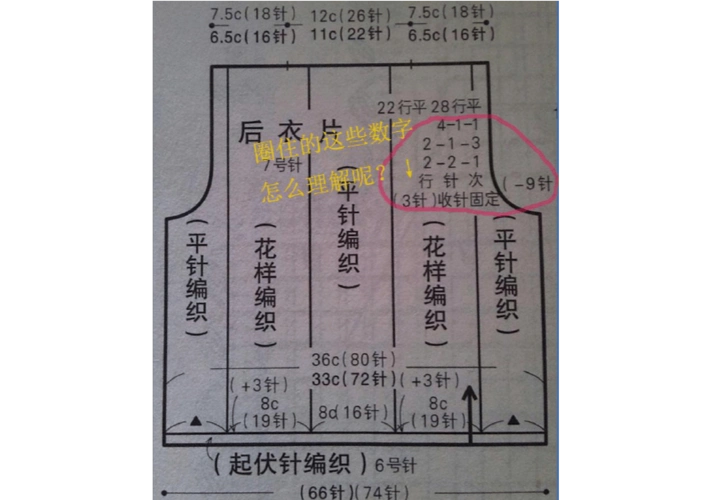 7.5c(18针) 12c(26针) 7.5c(18针)
6.5c(16针) 11c(22针) 6.5c(16针)
22行平 28行平
4-1-1
2-1-3
2-2-1
行 针 次
(3针)收针固定
(-9针
后衣片
7号针
圈住的这些数字
怎么理解呢？↓
(平针编织)
(花样编织)
(平针编织)
(花样编织)
(平针编织)
36c(80针)
33c(72针)
(+3针) (+3针)
8c 8c
(19针) 8d(16针) (19针)
▲ ▲
(起伏针编织)6号针
(66针)(74针)